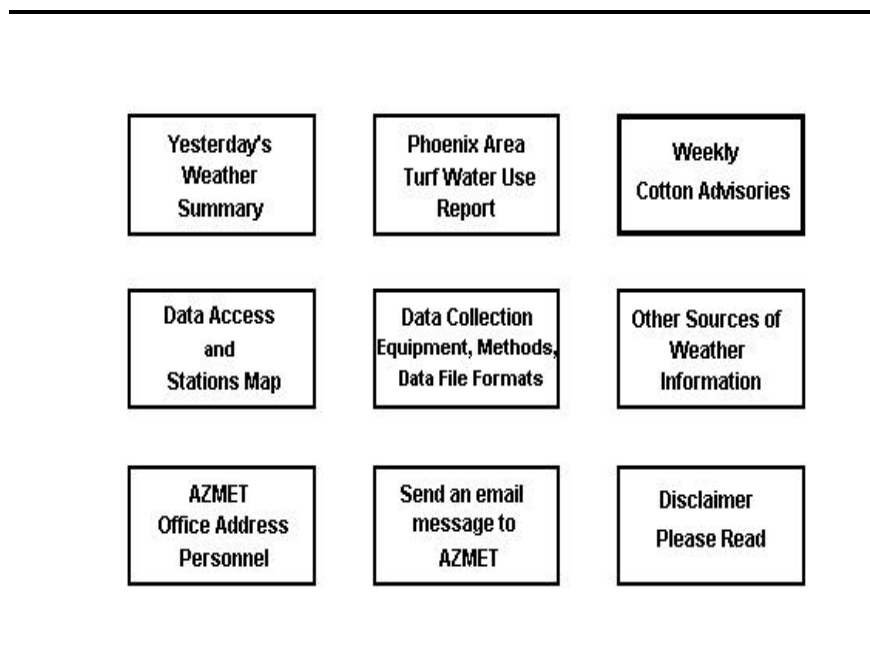 Yesterday's
Weather
Summary
Phoenix Area
Turf Water Use
Report
Weekly
Cotton Advisories
Data Access
and
Stations Map
Data Collection
Equipment, Methods,
Data File Formats
Other Sources of
Weather
Information
AZMET
Office Address
Personnel
Send an email
message to
AZMET
Disclaimer
Please Read